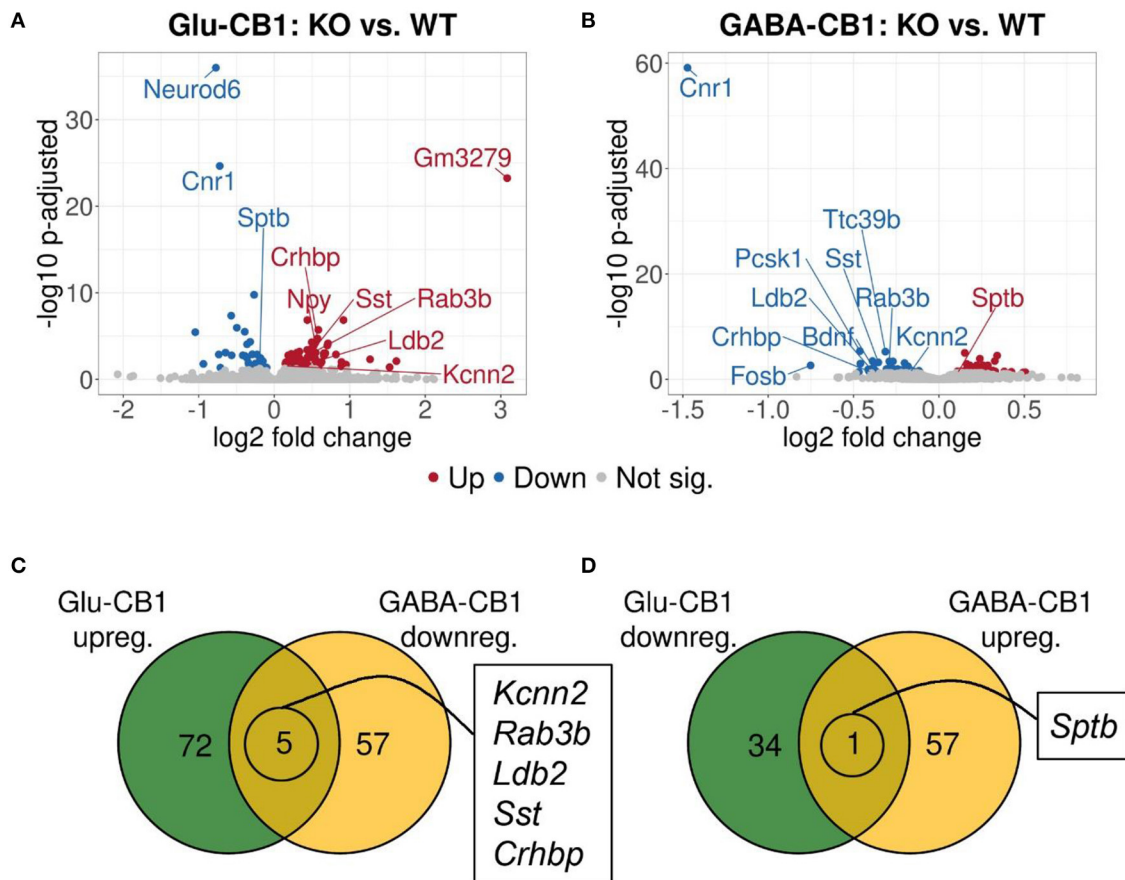 A
Glu-CB1: KO vs. WT
-log10 p-adjusted
30
20
10
0
Neurod6
Cnr1
Gm3279
Sptb
Crhbp
Npy
Sst
Rab3b
Ldb2
Kcnn2
-2
-1
0
1
2
3
log2 fold change
B
GABA-CB1: KO vs. WT
-log10 p-adjusted
60
40
20
0
Cnr1
Ttc39b
Pcsk1
Sst
Ldb2
Rab3b
Sptb
Crhbp
Bdnf
Kcnn2
Fosb
-1.5
-1.0
-0.5
0.0
0.5
log2 fold change
Up
Down
Not sig.
C
Glu-CB1
upreg.
GABA-CB1
downreg.
72
5
57
Kcnn2
Rab3b
Ldb2
Sst
Crhbp
D
Glu-CB1
downreg.
GABA-CB1
upreg.
34
1
57
Sptb